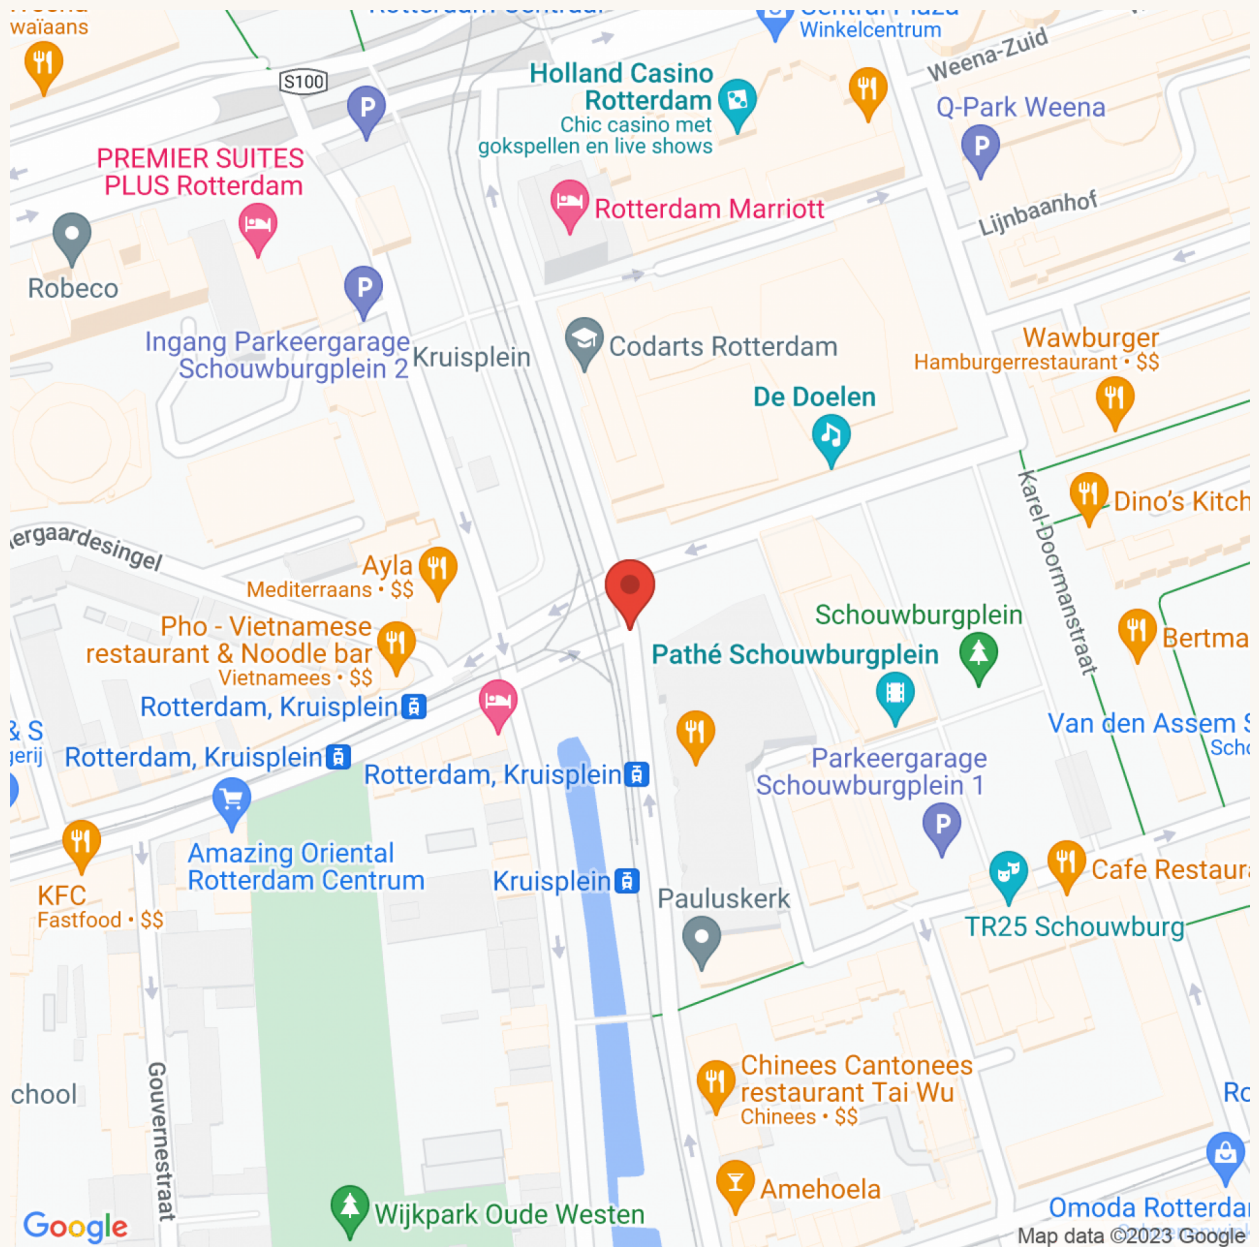 waïaans
Winkelcentrum
Weena-Zuid
S100
P
Holland Casino
Rotterdam
Chic casino met
gokspellen en live shows
Q-Park Weena
P
PREMIER SUITES
PLUS Rotterdam
Rotterdam Marriott
Lijnbaanhof
Robeco
P
Ingang Parkeergarage
Schouwburgplein 2
Kruisplein
Codarts Rotterdam
Wawburger
Hamburgerrestaurant • $$
De Doelen
Karel-Doormanstraat
Dino's Kitch
ergaardesingel
Ayla
Mediterraans • $$
Pho - Vietnamese
restaurant & Noodle bar
Vietnamees • $$
Schouwburgplein
Bertma
Pathé Schouwburgplein
Rotterdam, Kruisplein
& S
gerij
Rotterdam, Kruisplein
Rotterdam, Kruisplein
Van den Assem S
Scho
Parkeergarage
Schouwburgplein 1
P
Amazing Oriental
Rotterdam Centrum
KFC
Fastfood • $$
Kruisplein
Pauluskerk
Cafe Restaura
TR25 Schouwburg
Gouvernestraat
chool
Chinees Cantonees
restaurant Tai Wu
Chinees • $$
Ro
Amehoela
Wijkpark Oude Westen
Omoda Rotterda
Google
Map data ©2023 Google